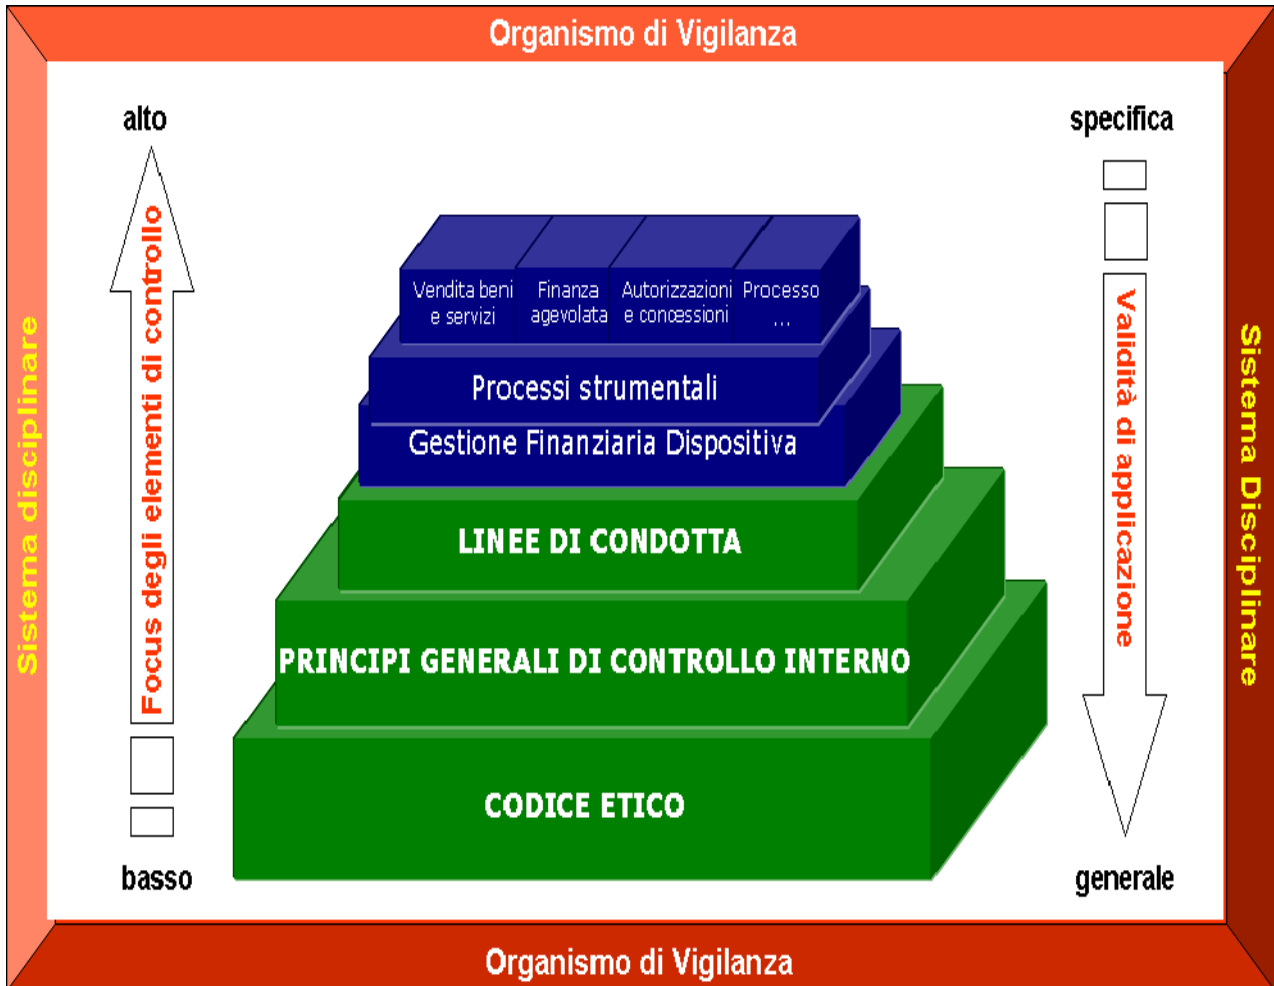 Organismo di Vigilanza
alto
specifica
Sistema disciplinare
Focus degli elementi di controllo
Vendita beni
e servizi
Finanza
agevolata
Autorizzazioni
e concessioni
Processo
...
Processi strumentali
Gestione Finanziaria Dispositiva
LINEE DI CONDOTTA
PRINCIPI GENERALI DI CONTROLLO INTERNO
CODICE ETICO
Validità di applicazione
Sistema Disciplinare
basso
generale
Organismo di Vigilanza